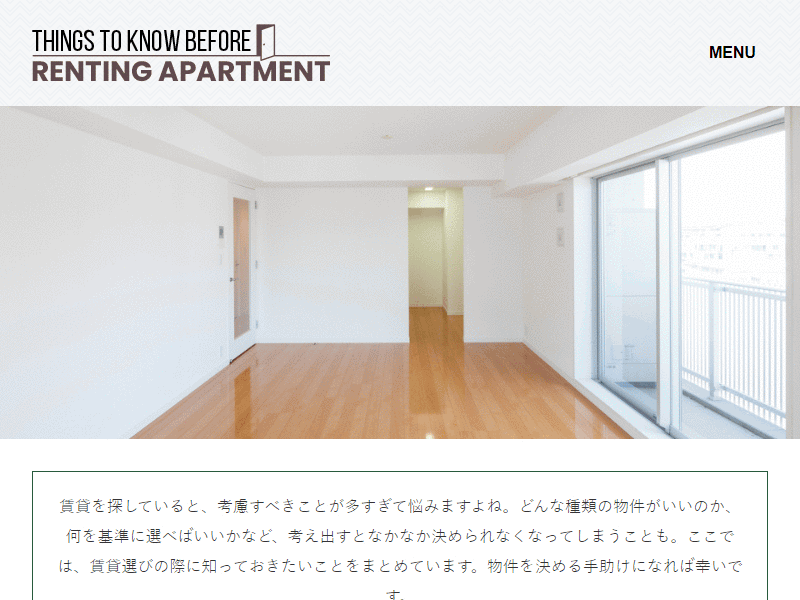 THINGS TO KNOW BEFORE
RENTING APARTMENT
MENU
賃貸を探していると、考慮すべきことが多すぎて悩みますよね。どんな種類の物件がいいのか、
何を基準に選べばいいかなど、考え出すとなかなか決められなくなってしまうことも。ここで
は、賃貸選びの際に知っておきたいことをまとめています。物件を決める手助けになれば幸いで
す。